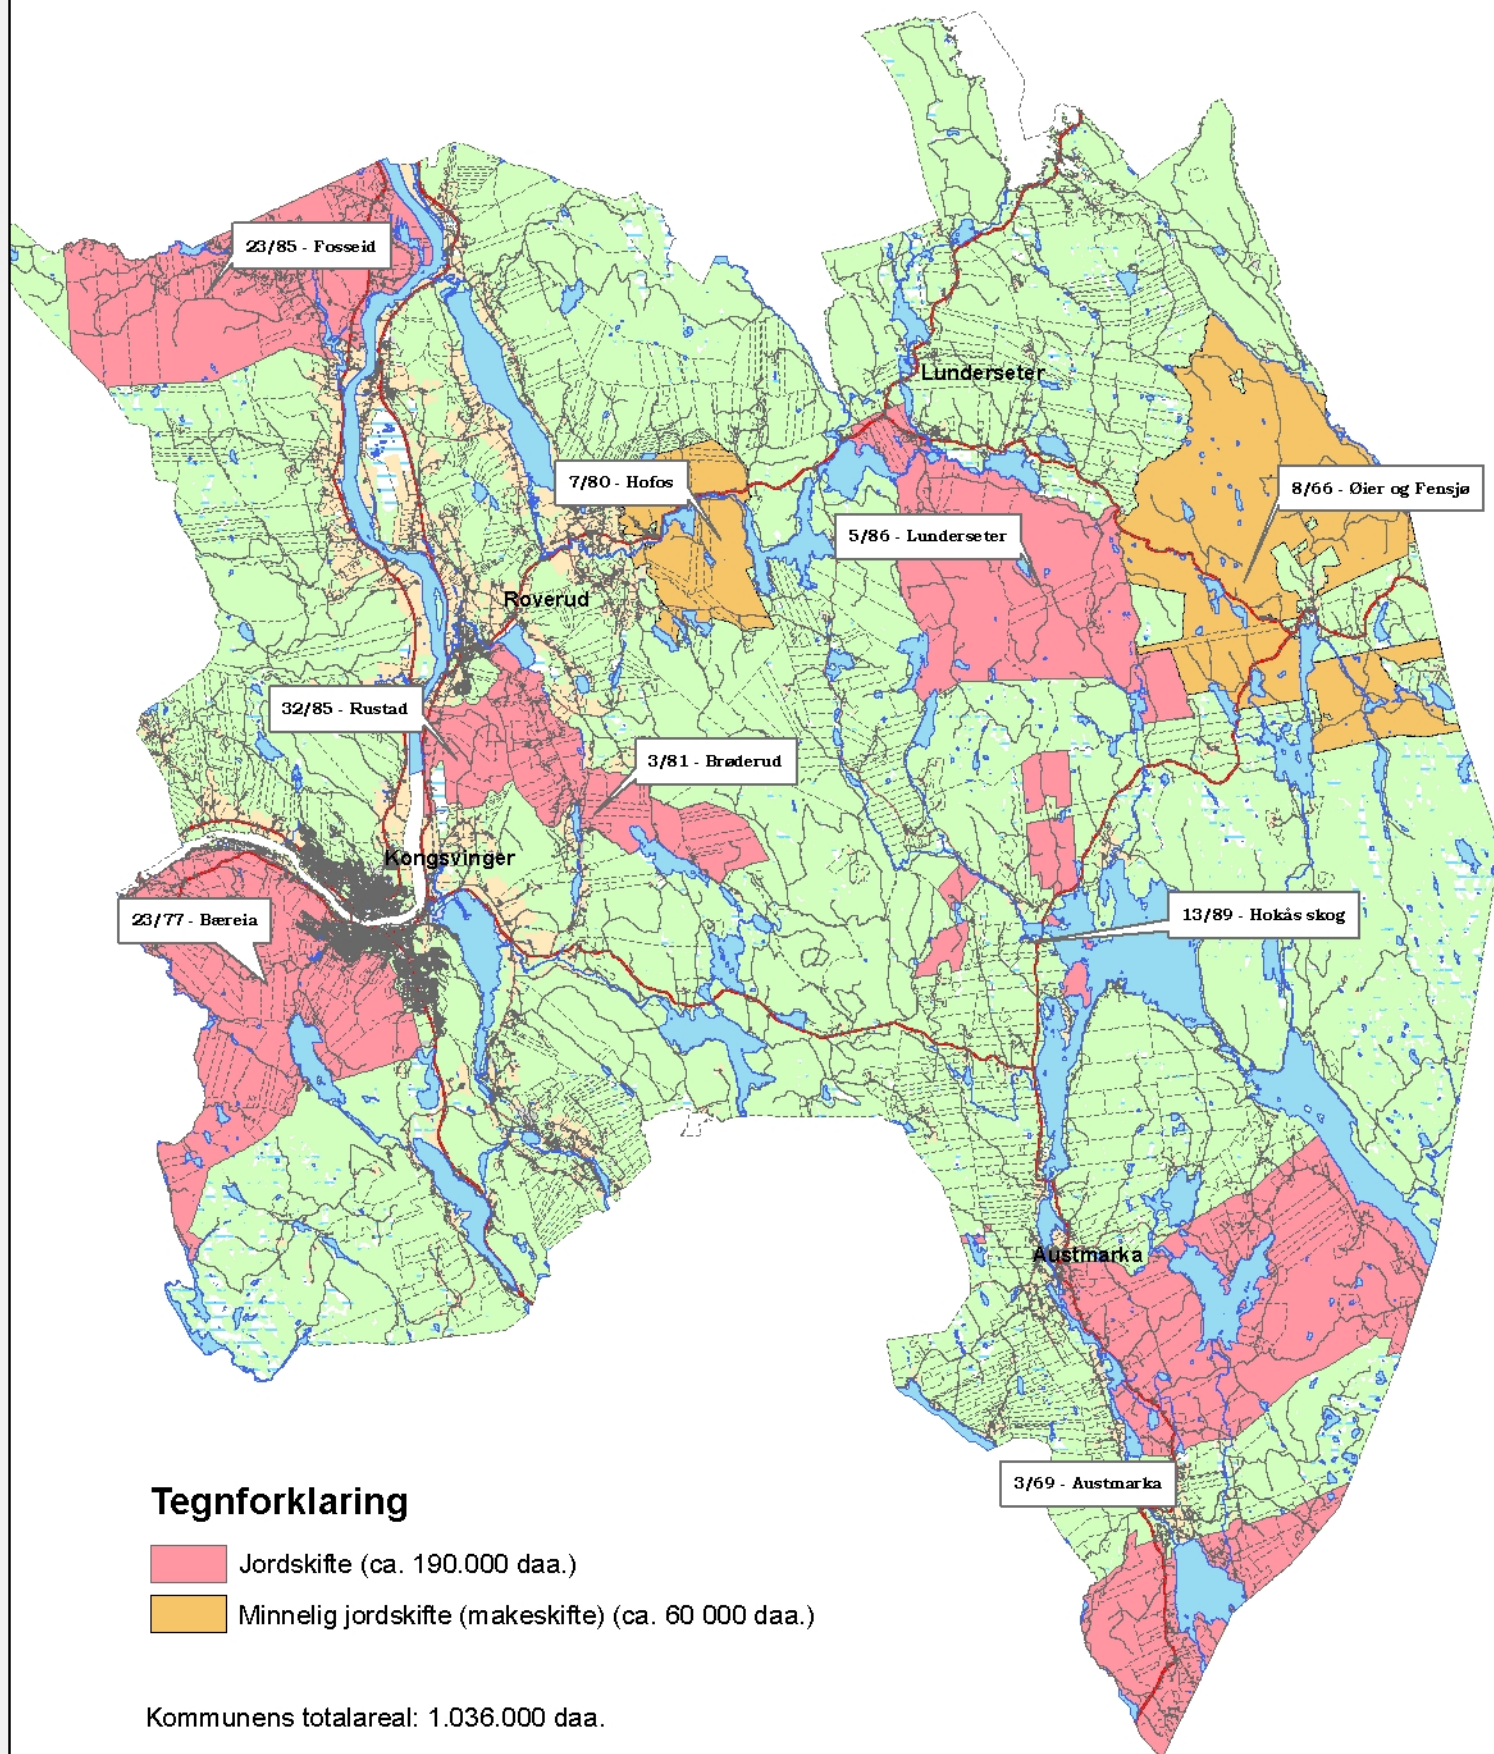 23/85 - Fosseid
Lunderseter
7/80 - Hofos
8/66 - Øier og Fensjø
5/86 - Lunderseter
Roverud
32/85 - Rustad
3/81 - Brøderud
Kongsvinger
23/77 - Bæreia
13/89 - Hokås skog
Austmarka
3/69 - Austmarka
Tegnforklaring
Jordskifte (ca. 190.000 daa.)
Minnelig jordskifte (makeskifte) (ca. 60 000 daa.)
Kommunens totalareal: 1.036.000 daa.